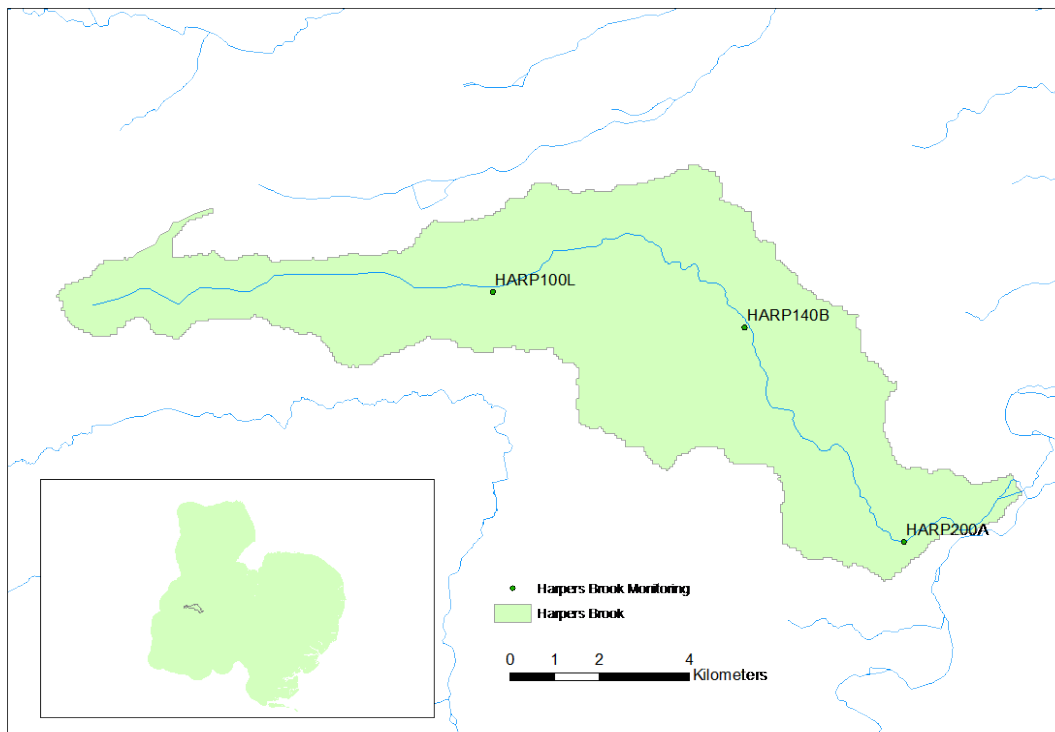 HARP100L
HARP140B
HARP200A
Harpers Brook Monitoring
Harpers Brook
0 1 2 4
Kilometers